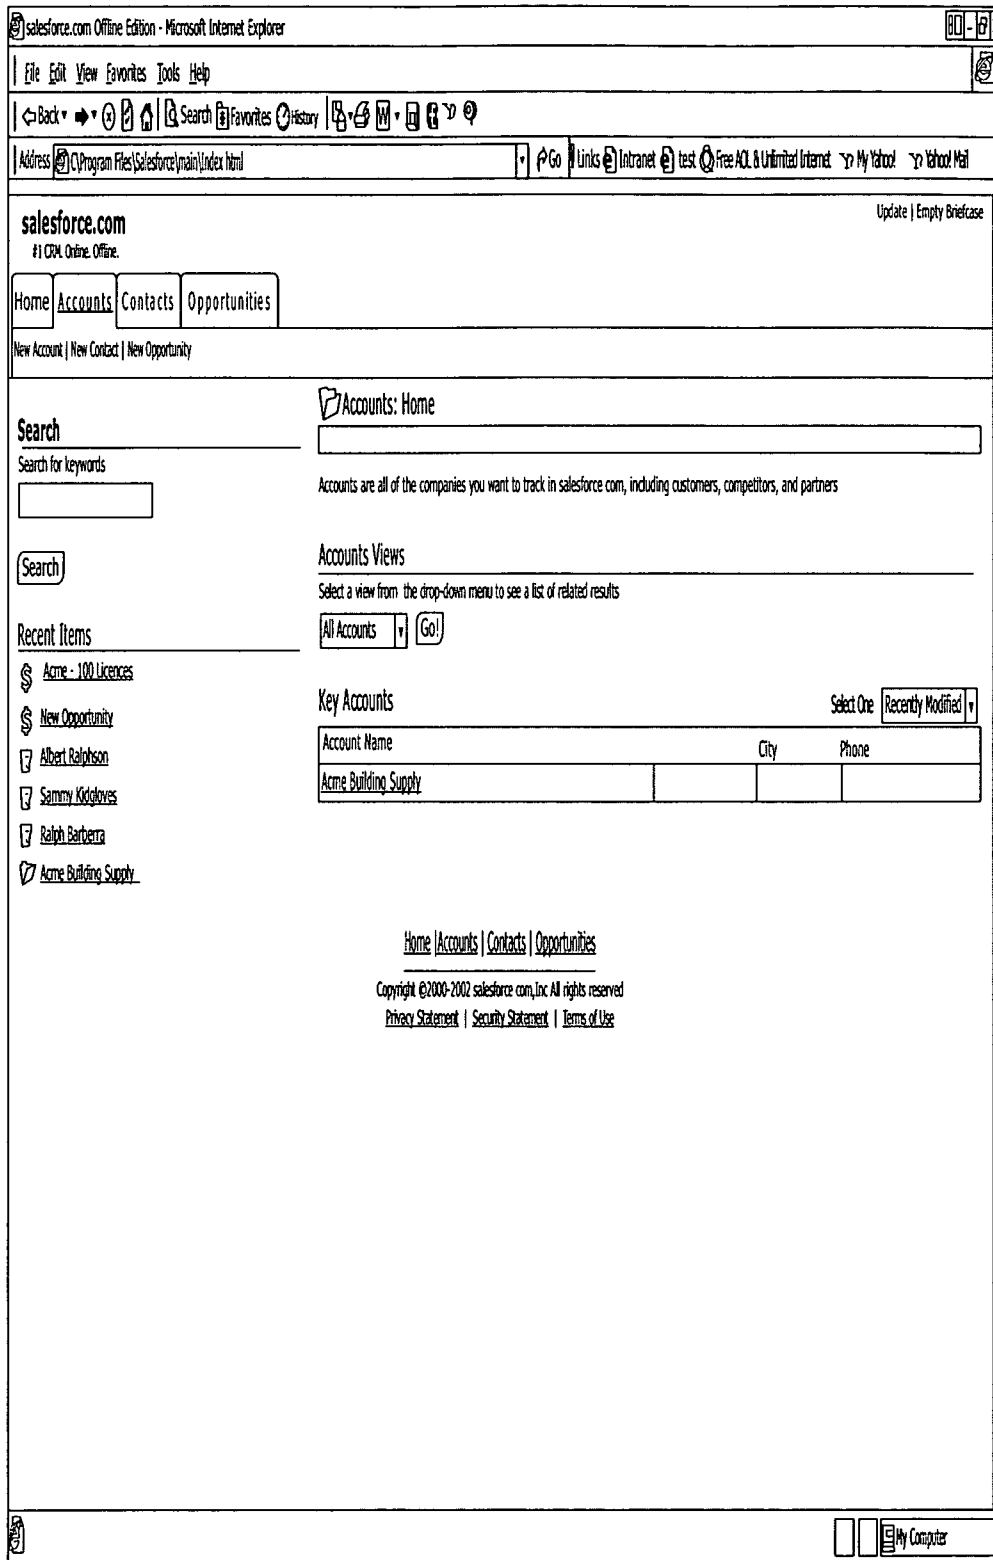 salesforce.com Offline Edition - Microsoft Internet Explorer
File Edit View Favorites Tools Help
Back Search Favorites History W
Address C:\Program Files\Salesforce\main\index html Go Links Intranet test Free AOL & Unlimited Internet My Yahoo! Yahoo! Mail
Update | Empty Briefcase
salesforce.com
#1 CRM. Online. Offline.
Home Accounts Contacts Opportunities
New Account | New Contact | New Opportunity
Search
Search for keywords
Search
Recent Items
$ Acme - 100 Licences
$ New Opportunity
Albert Ralphson
Sammy Kidgloves
Ralph Barberra
Acme Building Supply
Accounts: Home
Accounts are all of the companies you want to track in salesforce com, including customers, competitors, and partners
Accounts Views
Select a view from the drop-down menu to see a list of related results
All Accounts Go!
Key Accounts Select One Recently Modified
Account Name City Phone
Acme Building Supply
Home |Accounts | Contacts | Opportunities
Copyright ©2000-2002 salesforce com,Inc All rights reserved
Privacy Statement | Security Statement | Terms of Use
My Computer